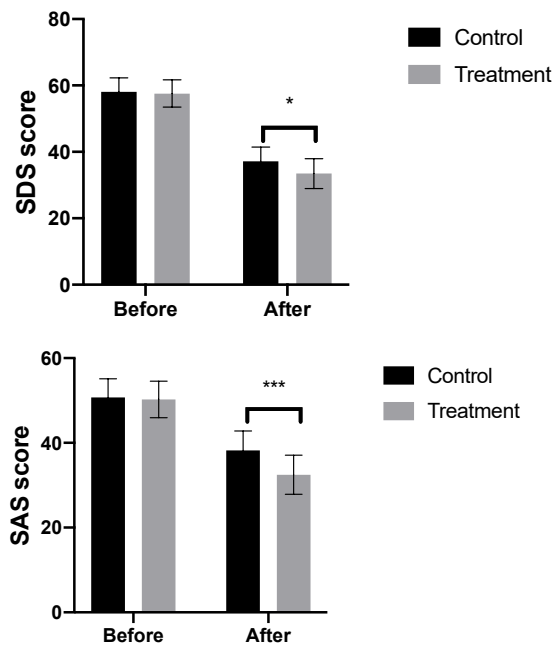 80
60
40
20
0
SDS score
*
Control
Treatment
Before
After
60
40
20
0
SAS score
***
Control
Treatment
Before
After